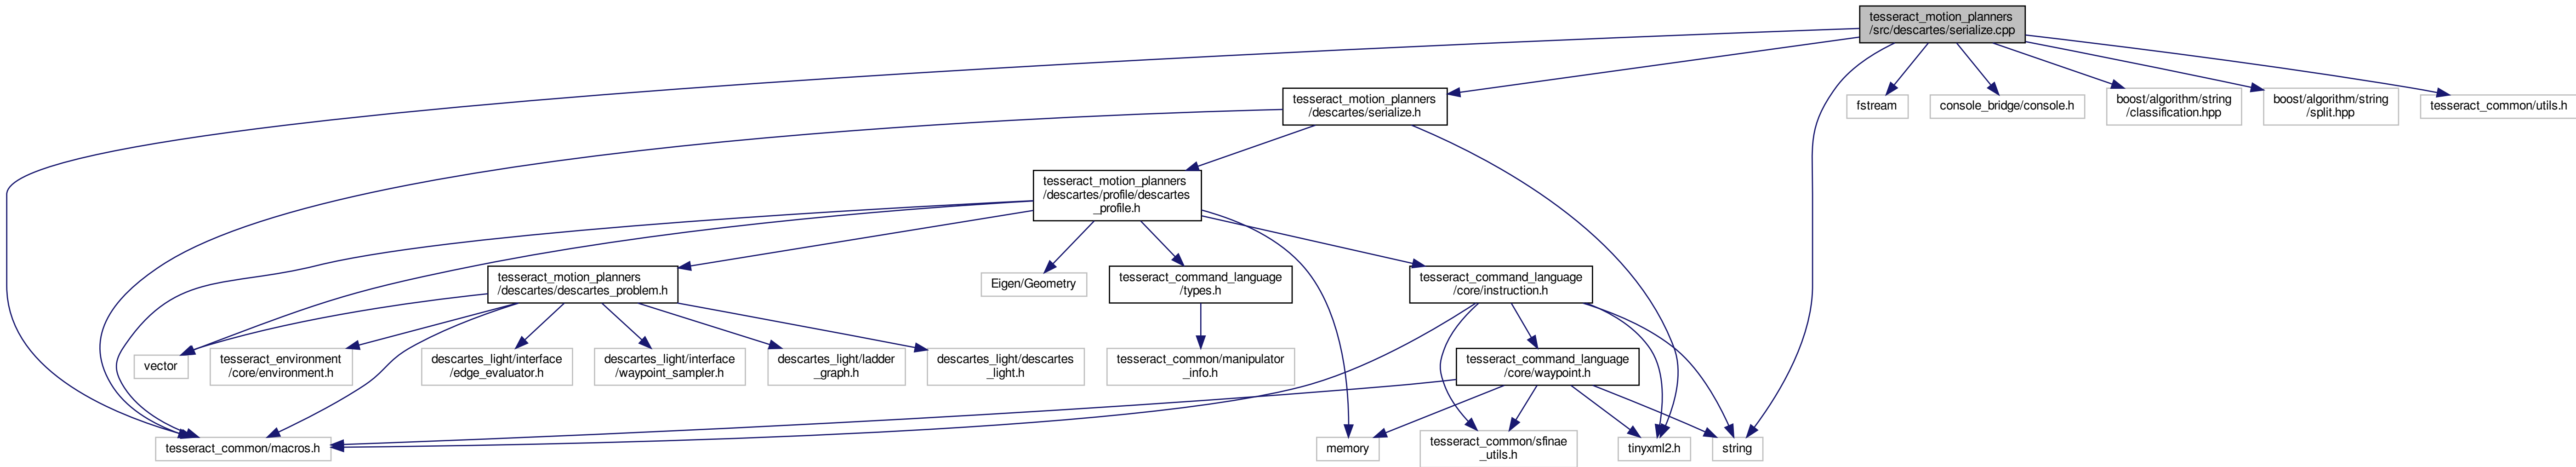 tesseract_motion_planners
/src/descartes/serialize.cpp
tesseract_motion_planners
/descartes/serialize.h
fstream
console_bridge/console.h
boost/algorithm/string
/classification.hpp
boost/algorithm/string
/split.hpp
tesseract_common/utils.h
tesseract_motion_planners
/descartes/profile/descartes
_profile.h
tesseract_motion_planners
/descartes/descartes_problem.h
Eigen/Geometry
tesseract_command_language
/types.h
tesseract_command_language
/core/instruction.h
vector
tesseract_environment
/core/environment.h
descartes_light/interface
/edge_evaluator.h
descartes_light/interface
/waypoint_sampler.h
descartes_light/ladder
_graph.h
descartes_light/descartes
_light.h
tesseract_common/manipulator
_info.h
tesseract_command_language
/core/waypoint.h
tesseract_common/macros.h
memory
tesseract_common/sfinae
_utils.h
tinyxml2.h
string